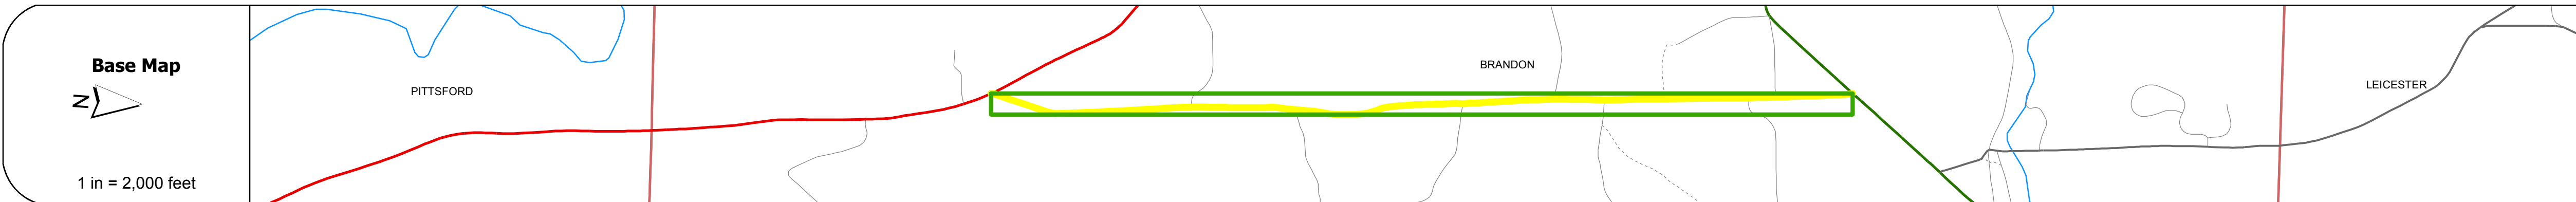 Base Map
N
1 in = 2,000 feet
PITTSFORD
BRANDON
LEICESTER